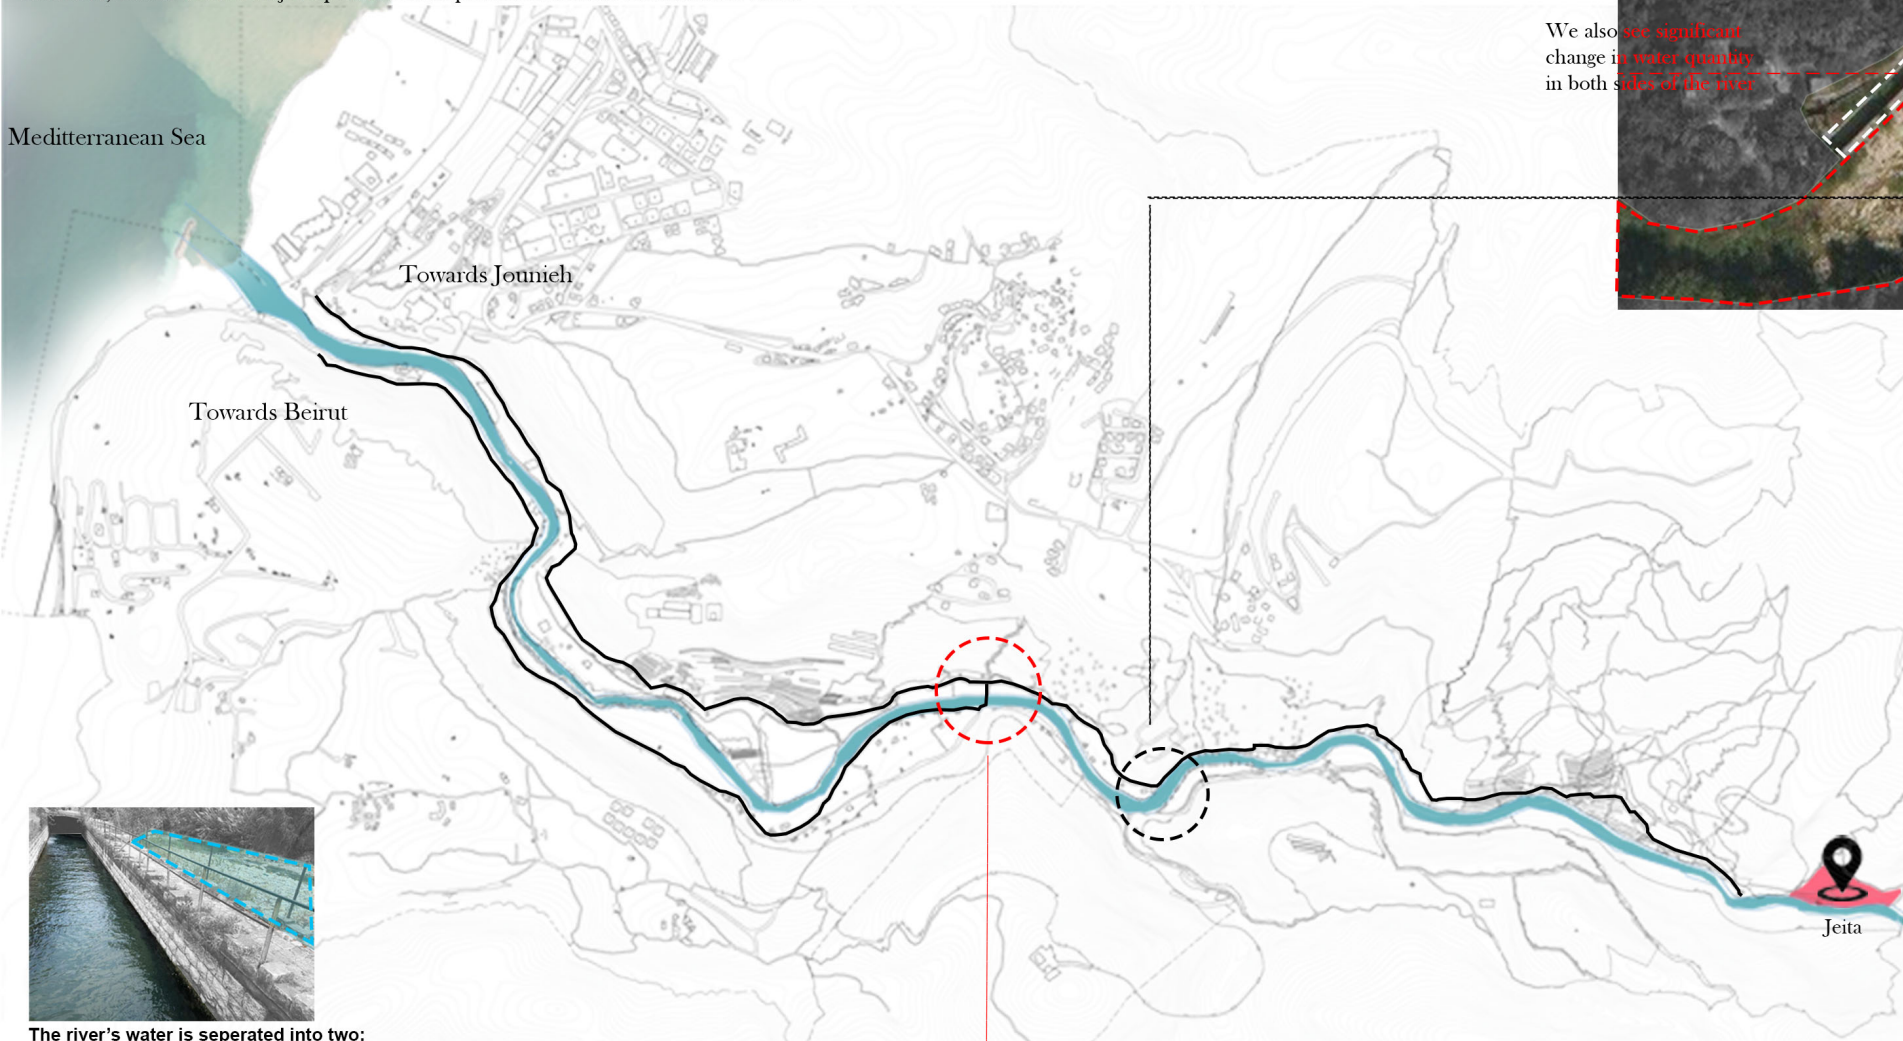 We also see significant
change in water quantity
in both sides of the river
Meditterranean Sea
Towards Jounieh
Towards Beirut
Jeita
The river's water is seperated into two: